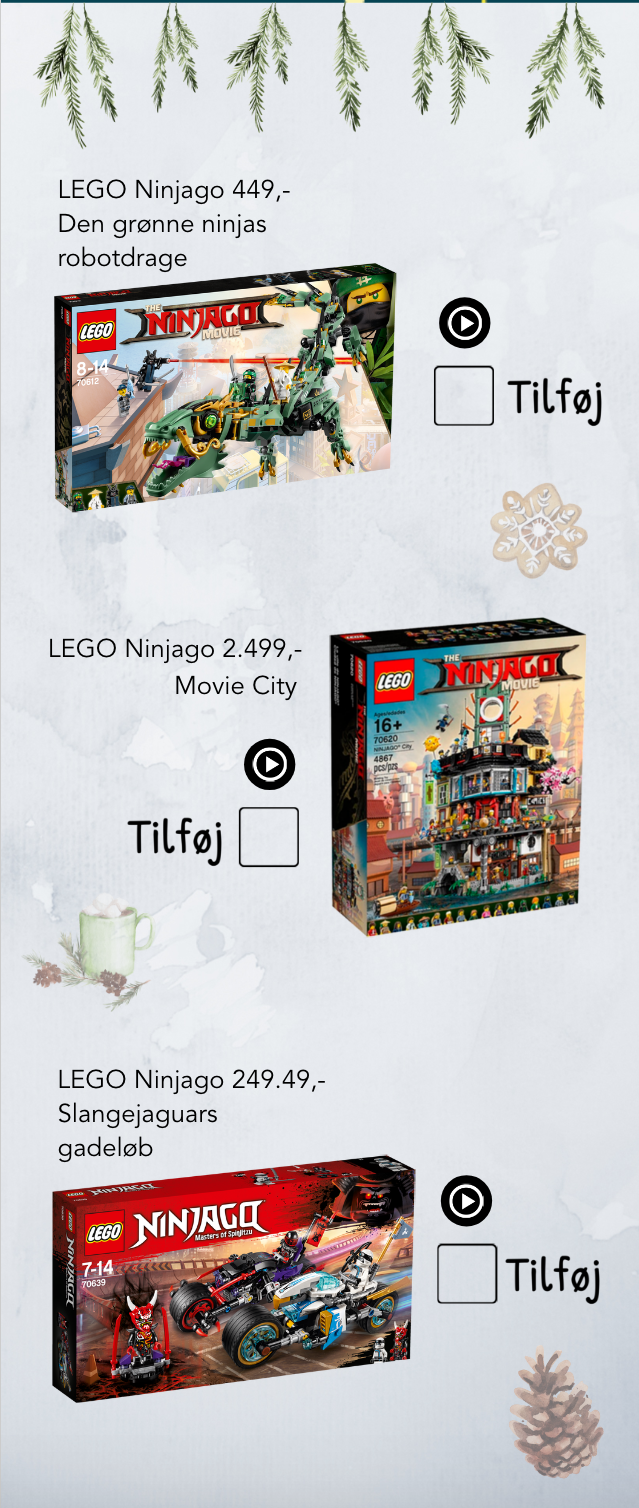 LEGO Ninjago 449,-
Den grønne ninjas
robotdrage
LEGO
THE
NINJAGO
MOVIE
8-14
70612
Tilføj
LEGO Ninjago 2.499,-
Movie City
LEGO
THE
NINJAGO
MOVIE
16+
70620
NINJAGO® City
4867
pcs/pzs
Tilføj
LEGO Ninjago 249.49,-
Slangejaguars
gadeløb
LEGO
NINJAGO
Masters of Spinjitzu
7-14
70639
NINJAGO
Tilføj